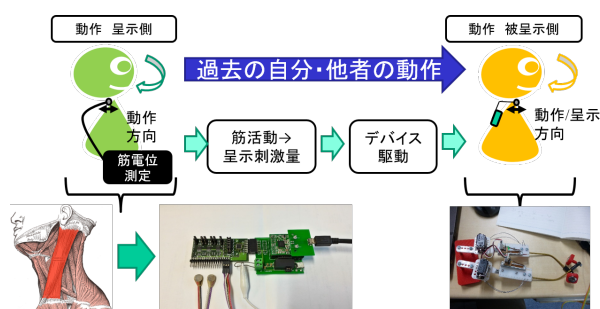 動作 呈示側
動作 被呈示側
過去の自分・他者の動作
動作
方向
筋電位
測定
筋活動→
呈示刺激量
デバイス
駆動
動作/呈示
方向